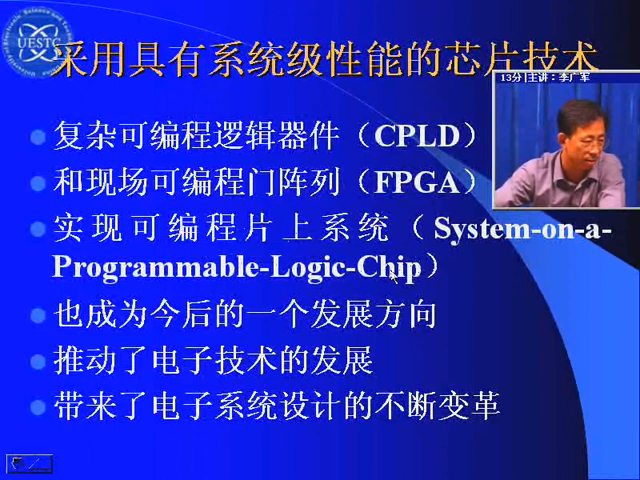 UESTC
采用具有系统级性能的芯片技术
13分|主讲：李广军
复杂可编程逻辑器件（CPLD）
和现场可编程门阵列（FPGA）
实现可编程片上系统（System-on-a-
Programmable-Logic-Chip）
也成为今后的一个发展方向
推动了电子技术的发展
带来了电子系统设计的不断变革